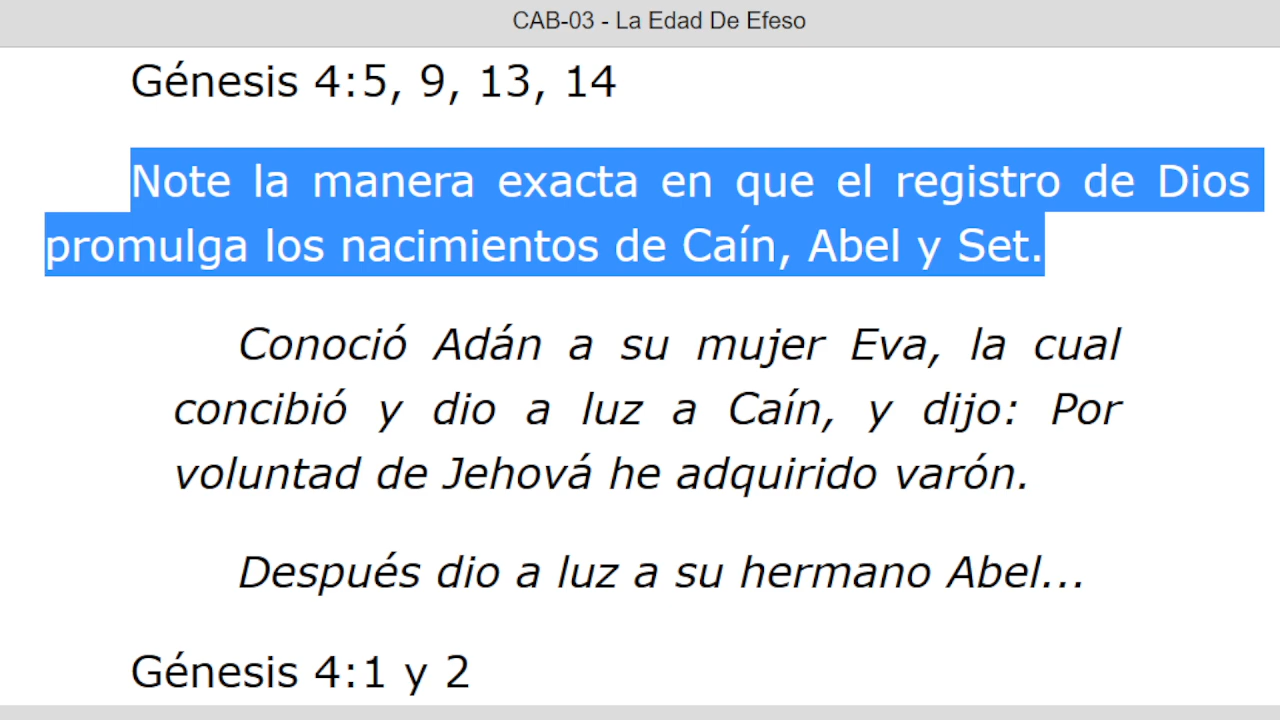 CAB-03 - La Edad De Efeso
Génesis 4:5, 9, 13, 14
Note la manera exacta en que el registro de Dios
promulga los nacimientos de Caín, Abel y Set.
Conoció Adán a su mujer Eva, la cual
concibió y dio a luz a Caín, y dijo: Por
voluntad de Jehová he adquirido varón.
Después dio a luz a su hermano Abel...
Génesis 4:1 y 2